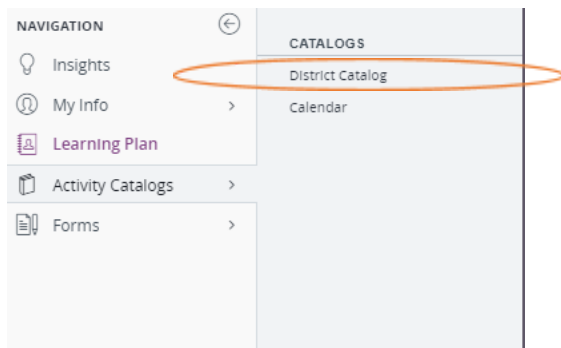 NAVIGATION
Insights
My Info
Learning Plan
Activity Catalogs
Forms
CATALOGS
District Catalog
Calendar